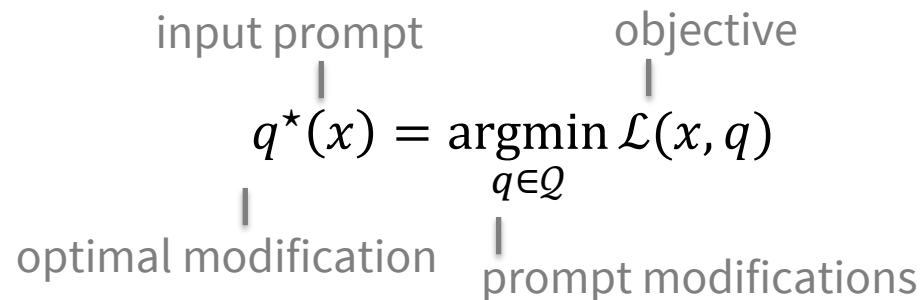 input prompt
objective
q⋆(x) = argmin ℒ(x, q)
q∈𝒬
optimal modification
prompt modifications